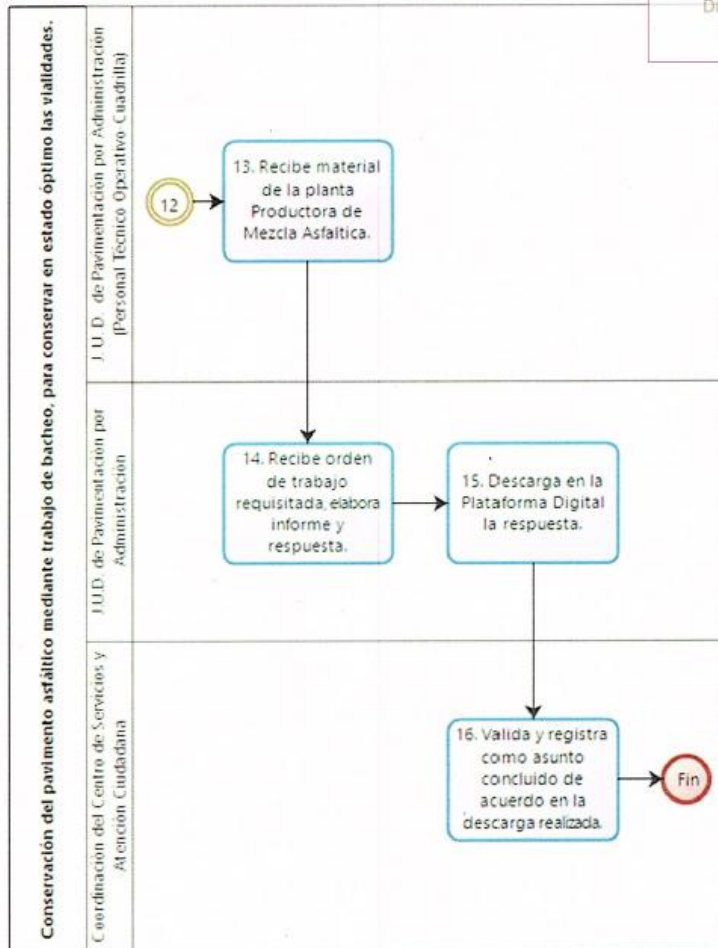 Conservación del pavimento asfáltico mediante trabajo de bacheo, para conservar en estado óptimo las vialidades.
J.U.D. de Pavimentación por Administración
(Personal Técnico Operativo-Cuadrilla)
12
13. Recibe material
de la planta
Productora de
Mezcla Asfaltica.
J.U.D. de Pavimentación por
Administración
14. Recibe orden
de trabajo
requisitada, elabora
informe y
respuesta.
15. Descarga en la
Plataforma Digital
la respuesta.
Coordinación del Centro de Servicios y
Atención Ciudadana
16. Valida y registra
como asunto
concluido de
acuerdo en la
descarga realizada.
Fin